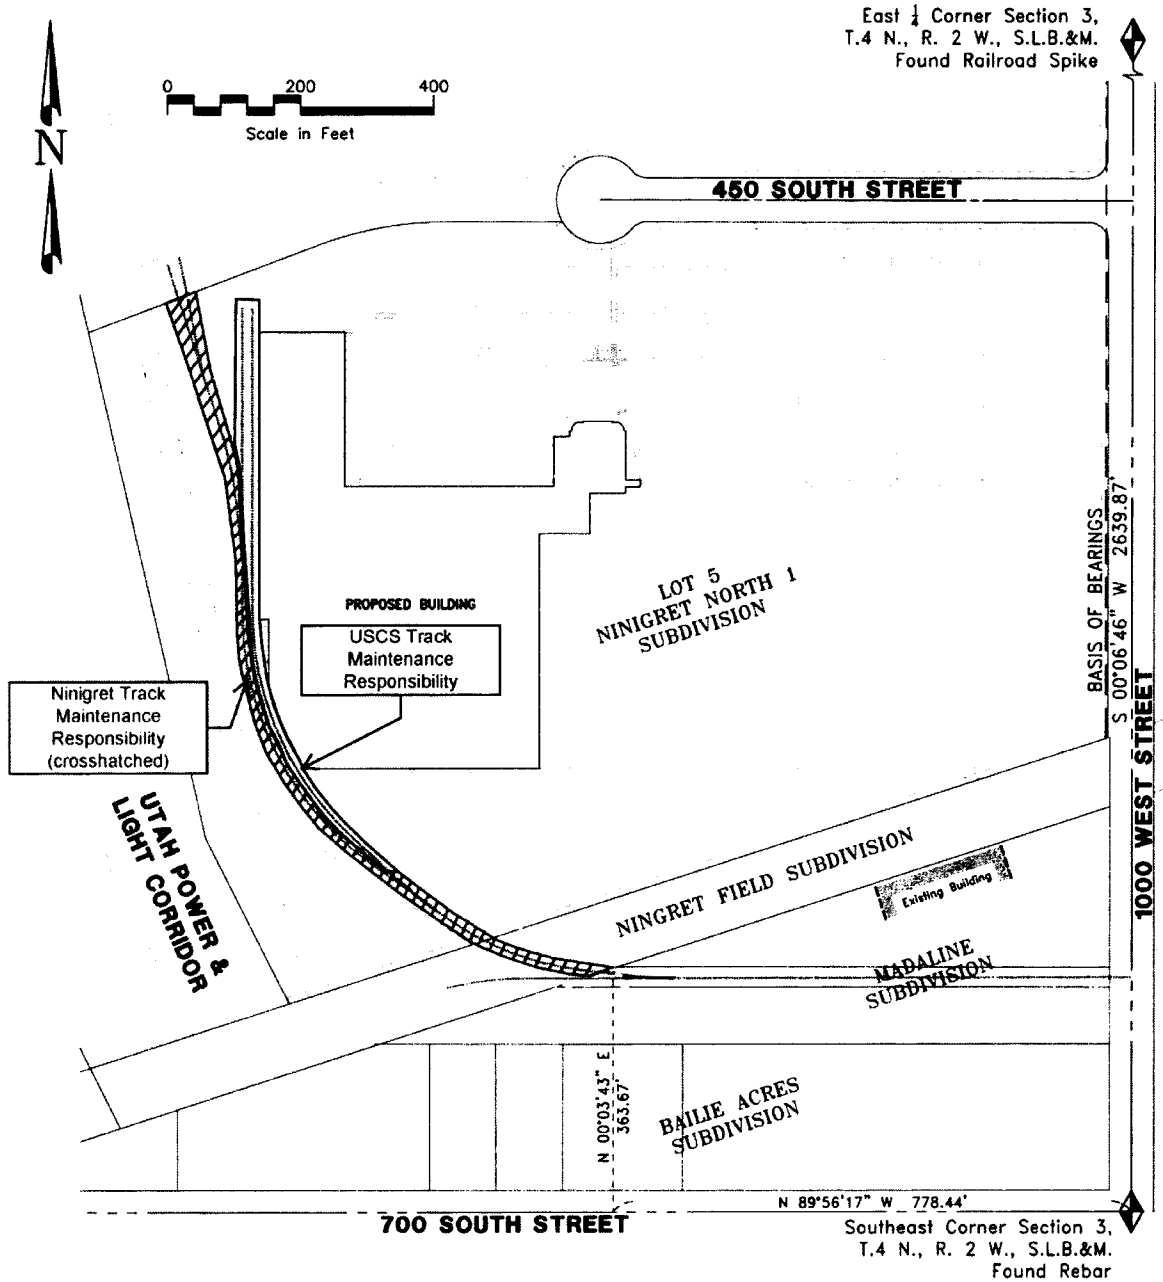 East 1/4 Corner Section 3,
T.4 N., R. 2 W., S.L.B.&M.
Found Railroad Spike
0 200 400
Scale in Feet
N
450 SOUTH STREET
BASIS OF BEARINGS
S 00°06'46" W 2639.87'
LOT 5
NINIGRET NORTH 1
SUBDIVISION
PROPOSED BUILDING
USCS Track
Maintenance
Responsibility
Ninigret Track
Maintenance
Responsibility
(crosshatched)
1000 WEST STREET
UTAH POWER &
LIGHT CORRIDOR
NINGRET FIELD SUBDIVISION
Existing Building
MADALINE
SUBDIVISION
N 00°03'43" E
363.67'
BAILIE ACRES
SUBDIVISION
N 89°56'17" W 778.44'
700 SOUTH STREET
Southeast Corner Section 3,
T.4 N., R. 2 W., S.L.B.&M.
Found Rebar